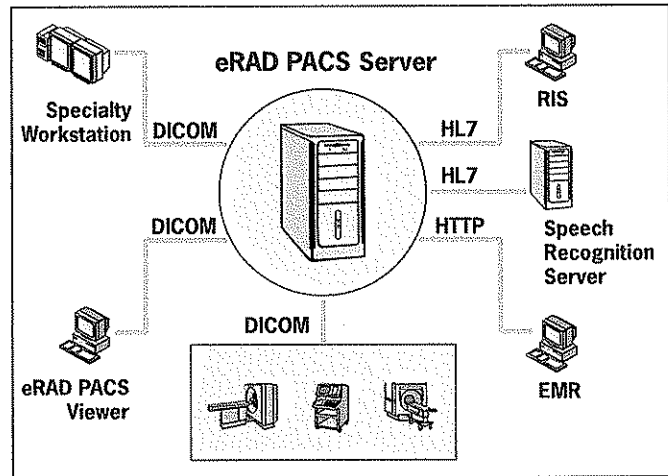 eRAD PACS Server
Specialty
Workstation
DICOM
HL7
RIS
HL7
DICOM
HTTP
Speech
Recognition
Server
DICOM
eRAD PACS
Viewer
EMR